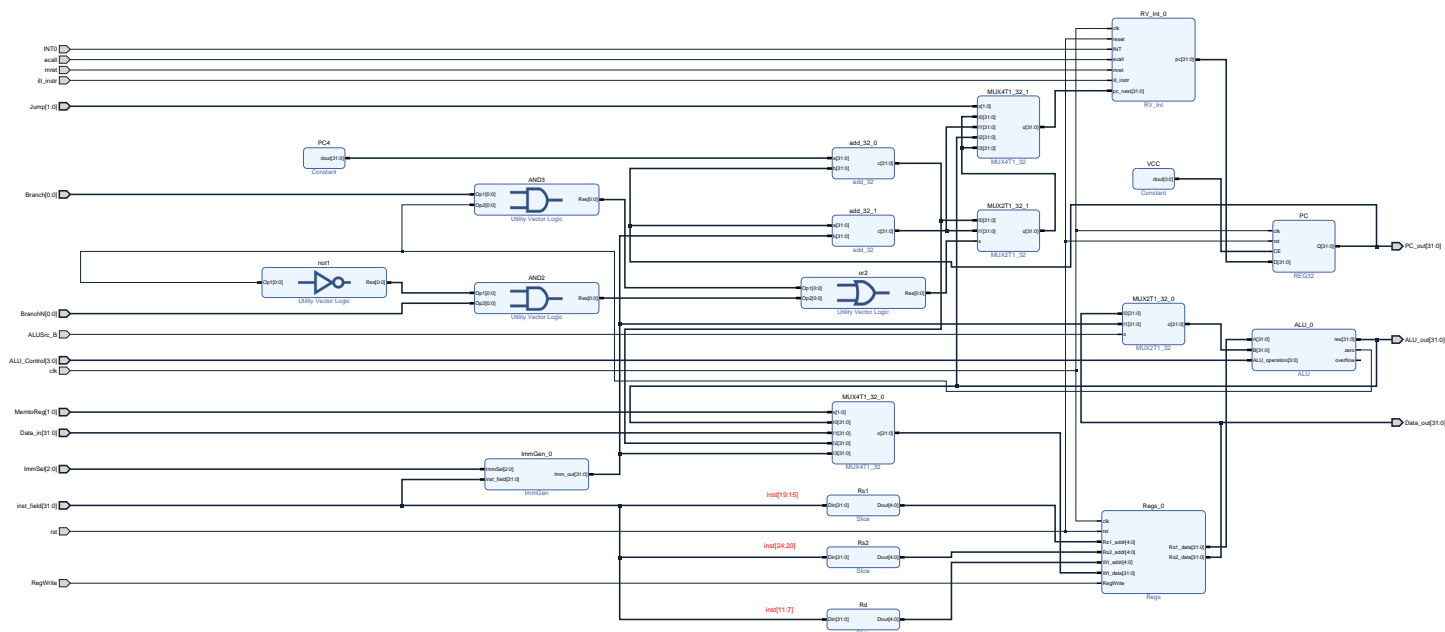 INT0
ecall
mret
ill_instr
Jump[1:0]
Branch[0:0]
BranchN[0:0]
ALUSrc_B
ALU_Control[3:0]
clk
MemtoReg[1:0]
Data_in[31:0]
ImmSel[2:0]
inst_field[31:0]
rst
RegWrite
PC4
dout[31:0]
Constant
not1
Op1[0:0]
Res[0:0]
Utility Vector Logic
AND3
Op1[0:0]
Op2[0:0]
Res[0:0]
Utility Vector Logic
AND2
Op1[0:0]
Op2[0:0]
Res[0:0]
Utility Vector Logic
ImmGen_0
ImmSel[2:0]
inst_field[31:0]
Imm_out[31:0]
ImmGen
add_32_0
a[31:0]
b[31:0]
c[31:0]
add_32
add_32_1
a[31:0]
b[31:0]
c[31:0]
add_32
or2
Op1[0:0]
Op2[0:0]
Res[0:0]
Utility Vector Logic
MUX4T1_32_0
s[1:0]
I0[31:0]
I1[31:0]
I2[31:0]
I3[31:0]
o[31:0]
MUX4T1_32
inst[19:15]
Rs1
Din[31:0]
Dout[4:0]
Slice
inst[24:20]
Rs2
Din[31:0]
Dout[4:0]
Slice
inst[11:7]
Rd
Din[31:0]
Dout[4:0]
MUX4T1_32_1
s[1:0]
I0[31:0]
I1[31:0]
I2[31:0]
I3[31:0]
o[31:0]
MUX4T1_32
MUX2T1_32_1
I0[31:0]
I1[31:0]
s
o[31:0]
MUX2T1_32
RV_Int_0
clk
reset
INT
ecall
mret
ill_instr
pc_next[31:0]
pc[31:0]
RV_Int
VCC
dout[0:0]
Constant
PC
clk
rst
CE
D[31:0]
Q[31:0]
REG32
MUX2T1_32_0
I0[31:0]
I1[31:0]
s
o[31:0]
MUX2T1_32
ALU_0
A[31:0]
B[31:0]
ALU_operation[3:0]
res[31:0]
zero
overflow
ALU
Regs_0
clk
rst
Rs1_addr[4:0]
Rs2_addr[4:0]
Wt_addr[4:0]
Wt_data[31:0]
RegWrite
Rs1_data[31:0]
Rs2_data[31:0]
Regs
PC_out[31:0]
ALU_out[31:0]
Data_out[31:0]